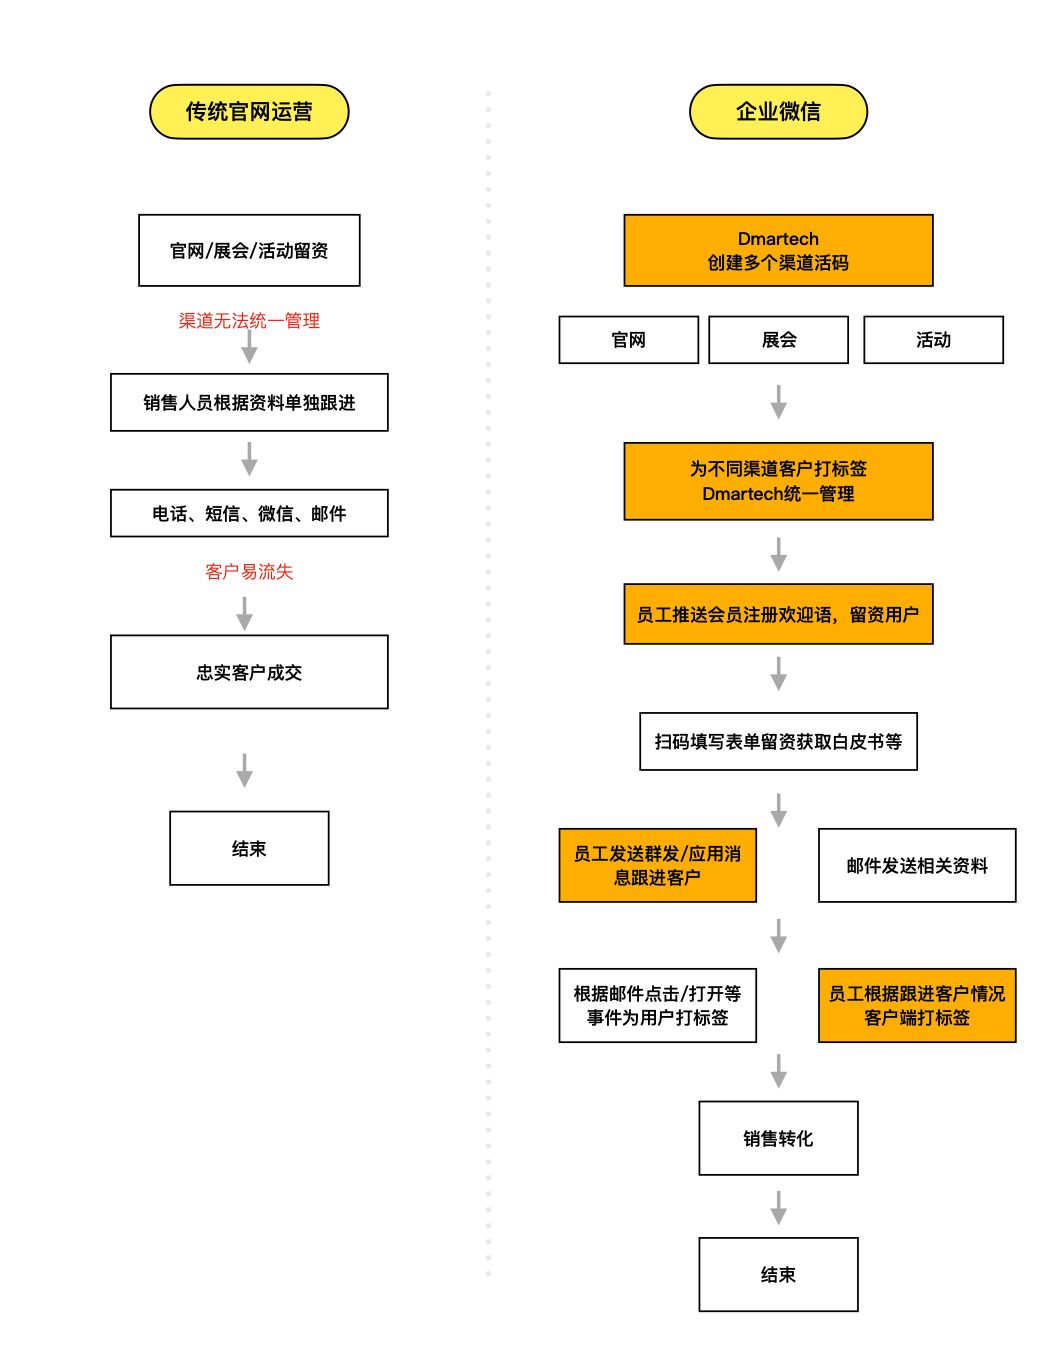 传统官网运营
官网/展会/活动留资
渠道无法统一管理
销售人员根据资料单独跟进
电话、短信、微信、邮件
客户易流失
忠实客户成交
结束
企业微信
Dmartech
创建多个渠道活码
官网
展会
活动
为不同渠道客户打标签
Dmartech统一管理
员工推送会员注册欢迎语，留资用户
扫码填写表单留资获取白皮书等
员工发送群发/应用消
息跟进客户
邮件发送相关资料
根据邮件点击/打开等
事件为用户打标签
员工根据跟进客户情况
客户端打标签
销售转化
结束